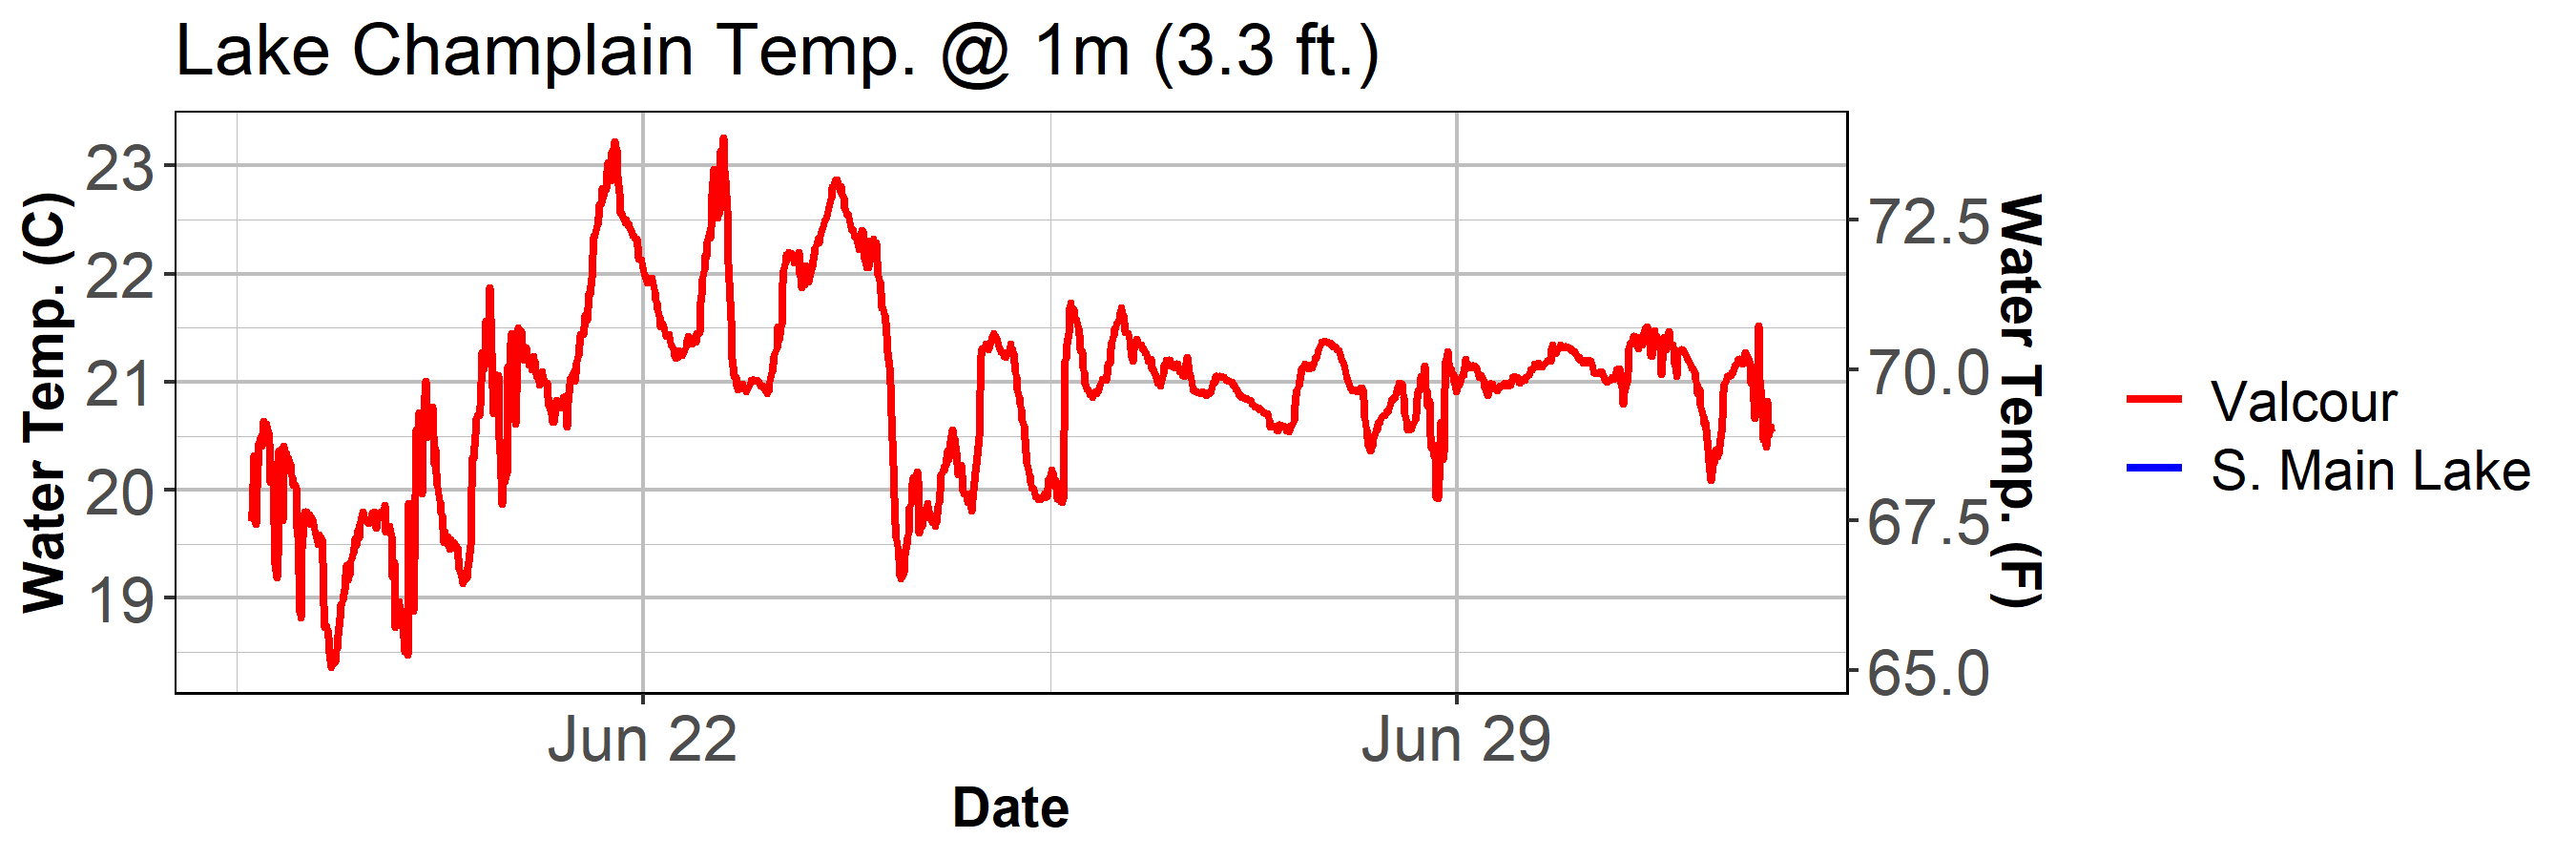 Lake Champlain Temp. @ 1m (3.3 ft.)
Water Temp. (C)
23
22
21
20
19
72.5
70.0
67.5
65.0
Water Temp. (F)
Jun 22
Jun 29
Date
Valcour
S. Main Lake